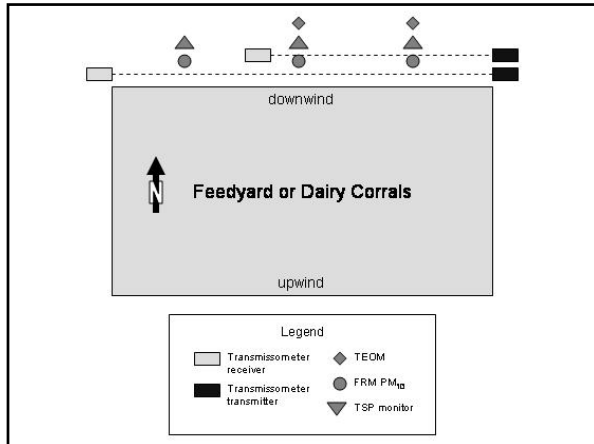 downwind
N
Feedyard or Dairy Corrals
upwind
Legend
Transmissometer
receiver
Transmissometer
transmitter
TEOM
FRM PM₁₀
TSP monitor